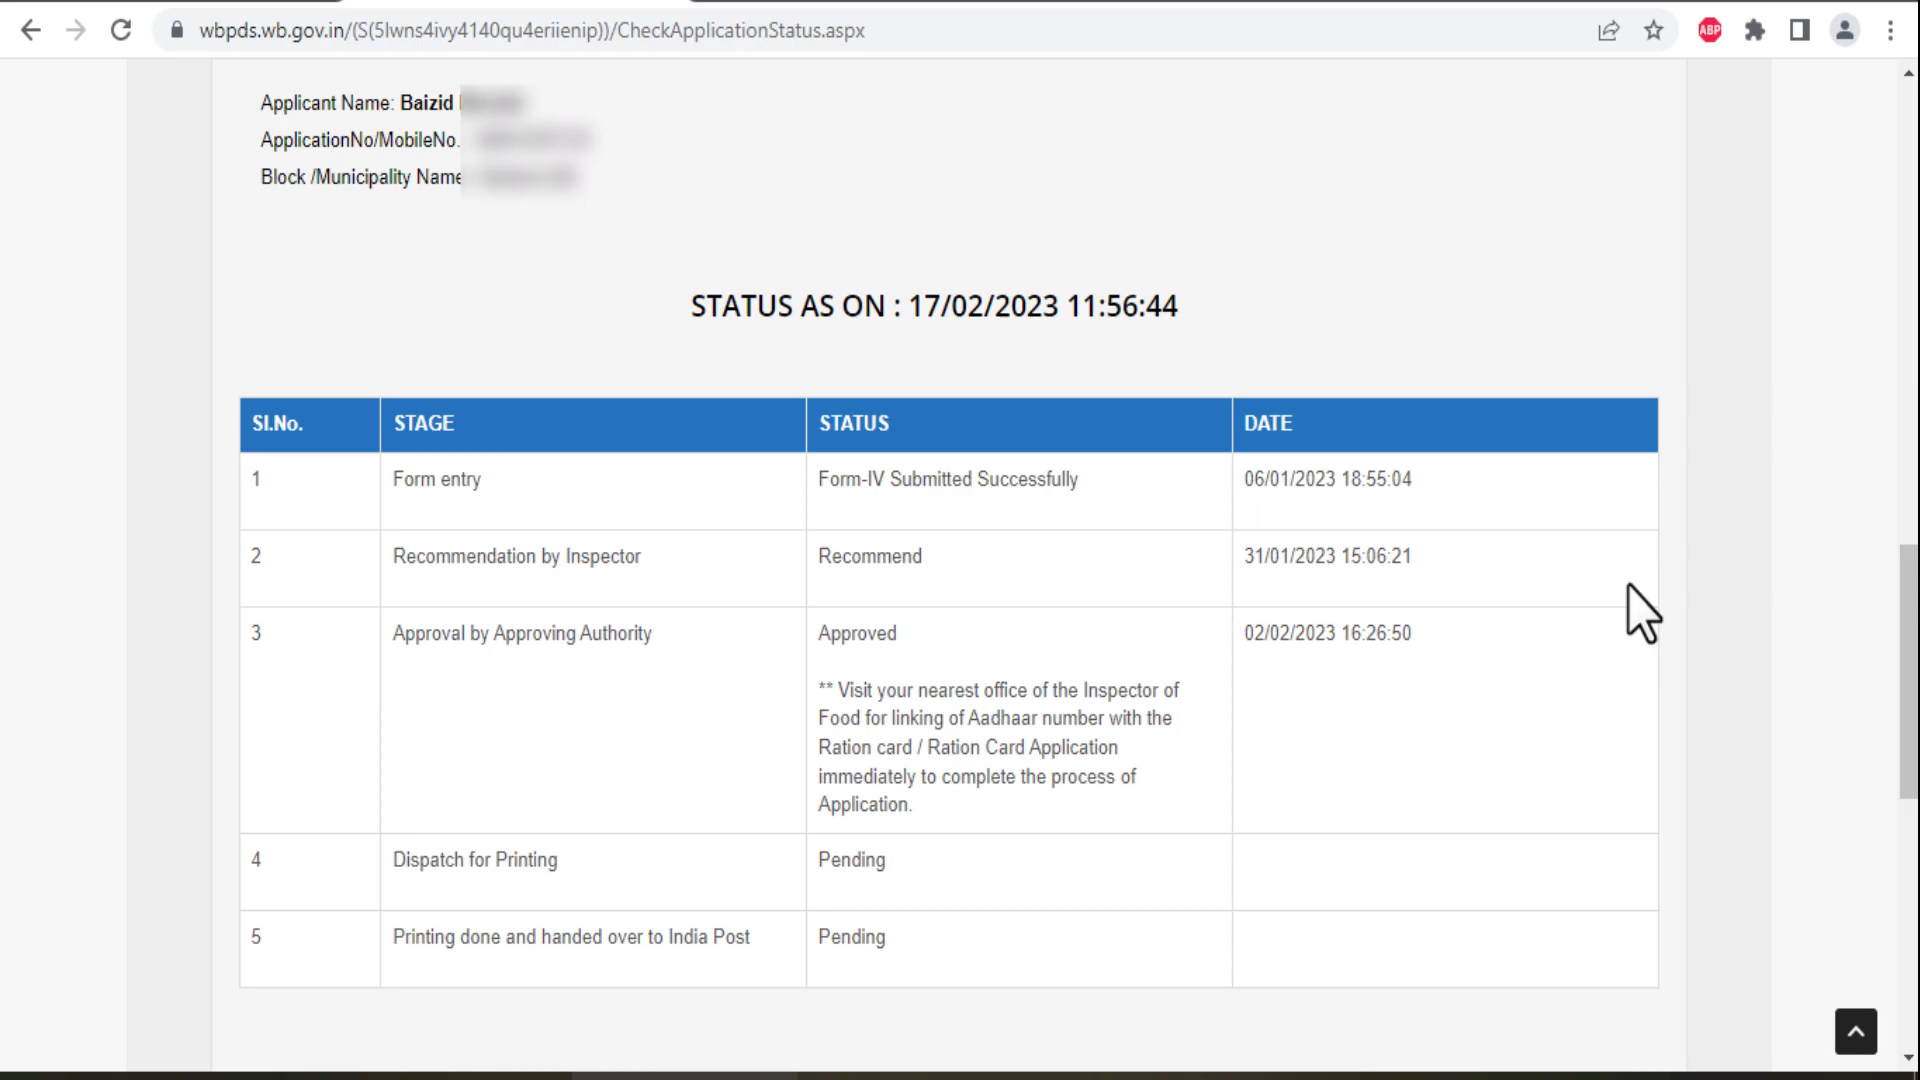 wbpds.wb.gov.in/(S(5lwns4ivy4140qu4eriienip))/CheckApplicationStatus.aspx
ABP
Applicant Name: Baizid
ApplicationNo/MobileNo.
Block /Municipality Name
STATUS AS ON : 17/02/2023 11:56:44
Sl.No. STAGE STATUS DATE
1 Form entry Form-IV Submitted Successfully 06/01/2023 18:55:04
2 Recommendation by Inspector Recommend 31/01/2023 15:06:21
3 Approval by Approving Authority Approved 02/02/2023 16:26:50
** Visit your nearest office of the Inspector of
Food for linking of Aadhaar number with the
Ration card / Ration Card Application
immediately to complete the process of
Application.
4 Dispatch for Printing Pending
5 Printing done and handed over to India Post Pending